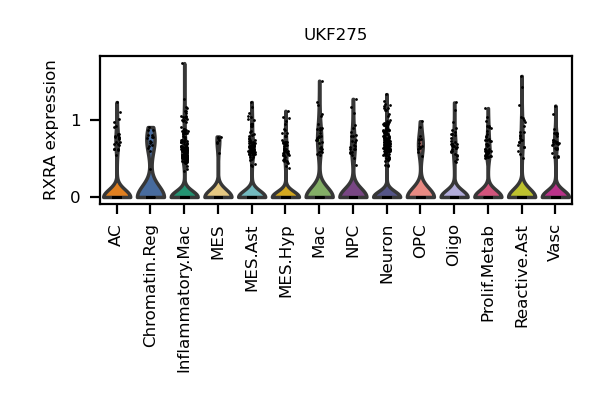 UKF275
RXRA expression
1
0
AC
Chromatin.Reg
Inflammatory.Mac
MES
MES.Ast
MES.Hyp
Mac
NPC
Neuron
OPC
Oligo
Prolif.Metab
Reactive.Ast
Vasc